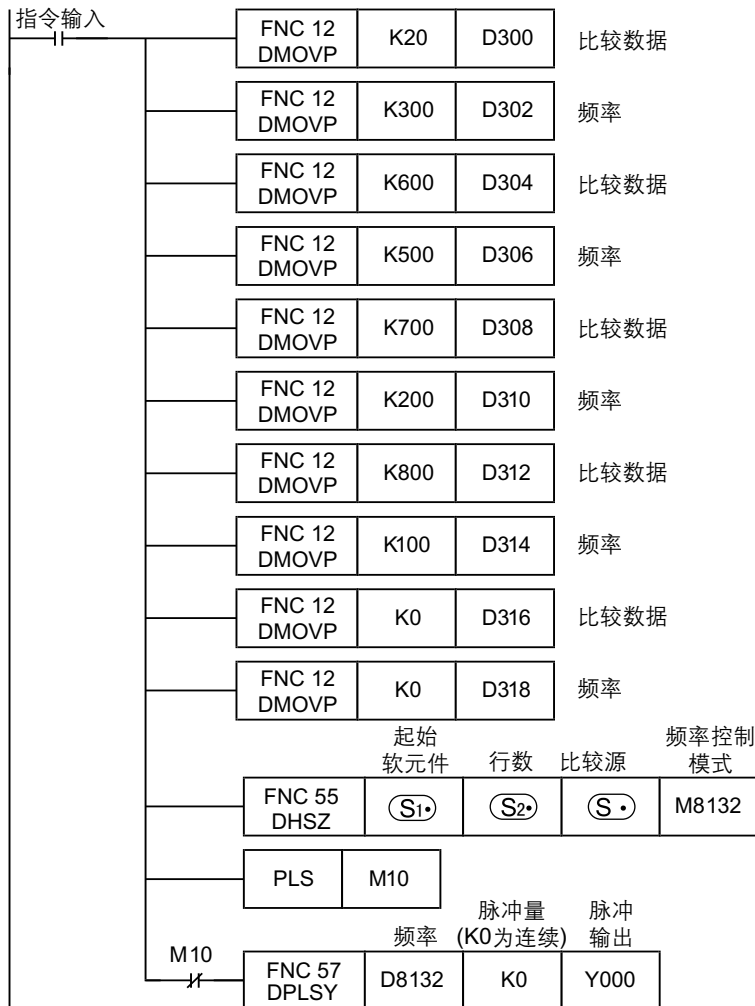 指令输入
FNC 12
DMOVP
K20
D300
比较数据
FNC 12
DMOVP
K300
D302
频率
FNC 12
DMOVP
K600
D304
比较数据
FNC 12
DMOVP
K500
D306
频率
FNC 12
DMOVP
K700
D308
比较数据
FNC 12
DMOVP
K200
D310
频率
FNC 12
DMOVP
K800
D312
比较数据
FNC 12
DMOVP
K100
D314
频率
FNC 12
DMOVP
K0
D316
比较数据
FNC 12
DMOVP
K0
D318
频率
起始
软元件
行数
比较源
频率控制
模式
FNC 55
DHSZ
S1•
S2•
S •
M8132
PLS
M10
M10
频率
脉冲量
(K0为连续)
脉冲
输出
FNC 57
DPLSY
D8132
K0
Y000